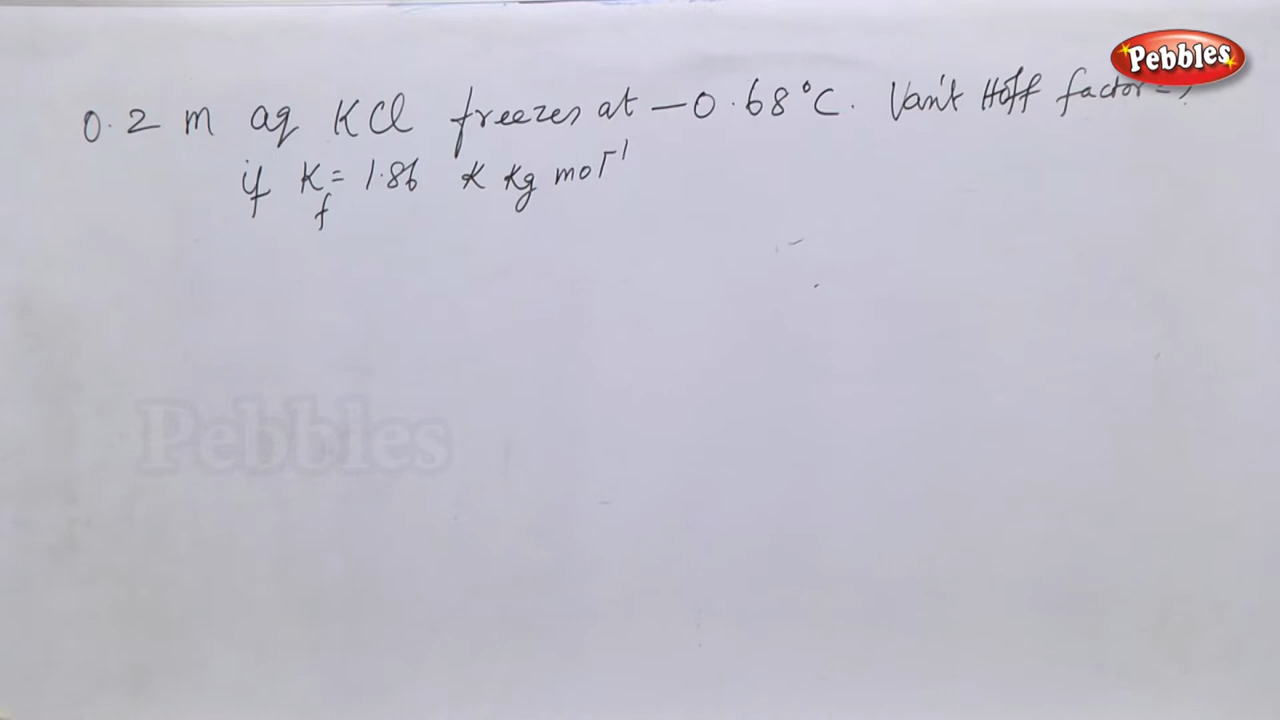 Pebbles
0.2 m aq KCl freezes at -0.68°C. Van't Hoff factor = ?
if Kf = 1.86 K Kg mol⁻¹
Pebbles